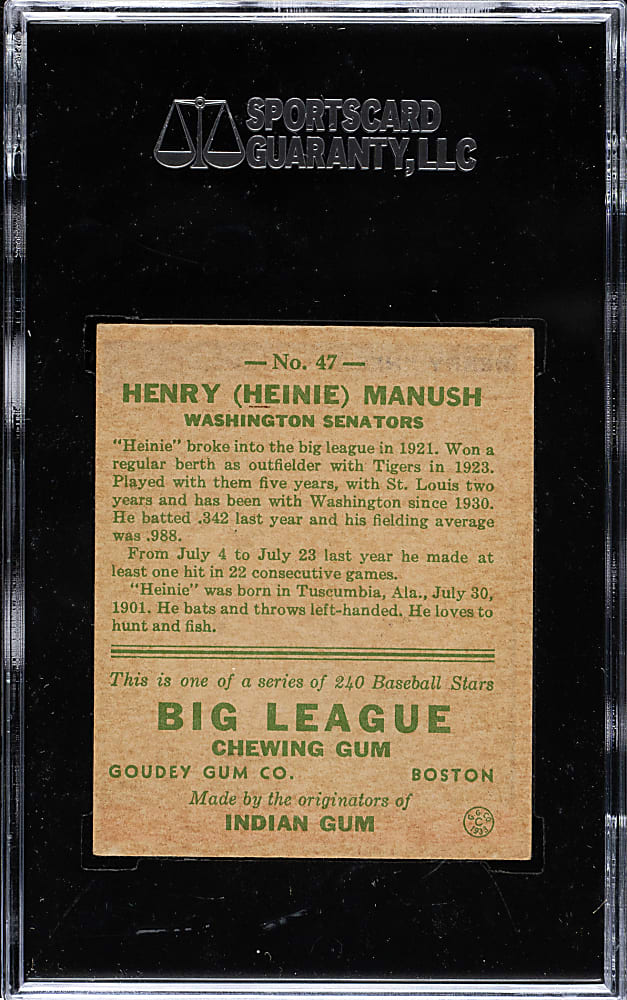 SPORTSCARD
GUARANTY, LLC
— No. 47 —
HENRY (HEINIE) MANUSH
WASHINGTON SENATORS
"Heinie" broke into the big league in 1921. Won a
regular berth as outfielder with Tigers in 1923.
Played with them five years, with St. Louis two
years and has been with Washington since 1930.
He batted .342 last year and his fielding average
was .988.
From July 4 to July 23 last year he made at
least one hit in 22 consecutive games.
"Heinie" was born in Tuscumbia, Ala., July 30,
1901. He bats and throws left-handed. He loves to
hunt and fish.
This is one of a series of 240 Baseball Stars
BIG LEAGUE
CHEWING GUM
GOUDEY GUM CO. BOSTON
Made by the originators of
INDIAN GUM
G. G. Co.
C
1933